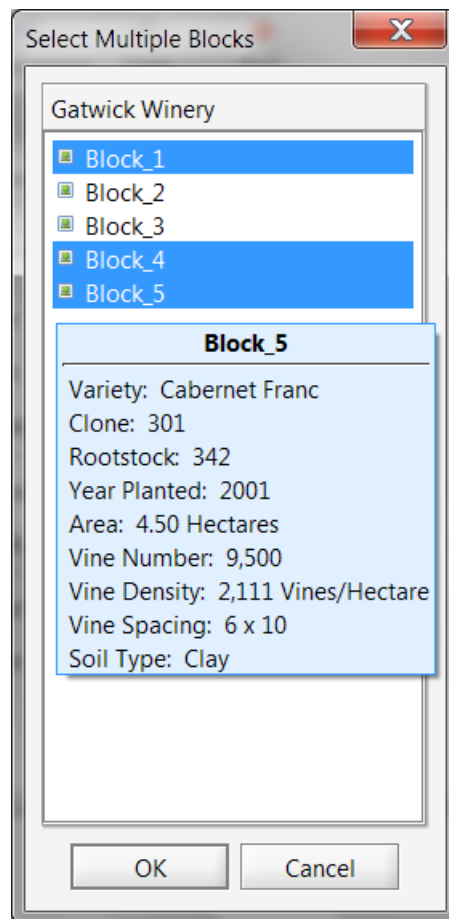 Select Multiple Blocks
Gatwick Winery
Block_1
Block_2
Block_3
Block_4
Block_5
Block_5
Variety: Cabernet Franc
Clone: 301
Rootstock: 342
Year Planted: 2001
Area: 4.50 Hectares
Vine Number: 9,500
Vine Density: 2,111 Vines/Hectare
Vine Spacing: 6 x 10
Soil Type: Clay
OK Cancel